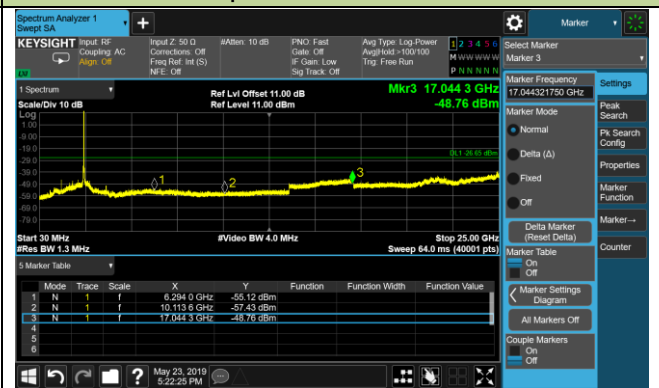 Spectrum Analyzer 1
Swept SA
Marker
KEYSIGHT Input: RF Input Z: 50 Ω #Atten: 10 dB PNO: Fast Avg Type: Log-Power 1 2 3 4 5 6
Coupling: AC Corrections: Off Gate: Off Avg|Hold:>100/100 M W W W W W
Align: Off Freq Ref: Int (S) IF Gain: Low Trig: Free Run
NFE: Off Sig Track: Off P N N N N N
Select Marker
Marker 3
1 Spectrum
Scale/Div 10 dB
Ref Lvl Offset 11.00 dB
Ref Level 11.00 dBm
Mkr3 17.044 3 GHz
-48.76 dBm
Log
1.00
-9.00
-19.0
-29.0
-39.0
-49.0
-59.0
-69.0
-79.0
DL1 -26.65 dBm
1
2
3
Start 30 MHz #Video BW 4.0 MHz Stop 25.00 GHz
#Res BW 1.3 MHz Sweep 64.0 ms (40001 pts)
5 Marker Table
Mode Trace Scale X Y Function Function Width Function Value
1 N 1 f 6.294 0 GHz -55.12 dBm
2 N 1 f 10.113 6 GHz -57.43 dBm
3 N 1 f 17.044 3 GHz -48.76 dBm
4
5
6
Marker Frequency
17.044321750 GHz
Marker Mode
Normal
Delta (Δ)
Fixed
Off
Delta Marker
(Reset Delta)
Marker Table
On
Off
Marker Settings
Diagram
All Markers Off
Couple Markers
On
Off
Settings
Peak
Search
Pk Search
Config
Properties
Marker
Function
Marker→
Counter
May 23, 2019
5:22:25 PM